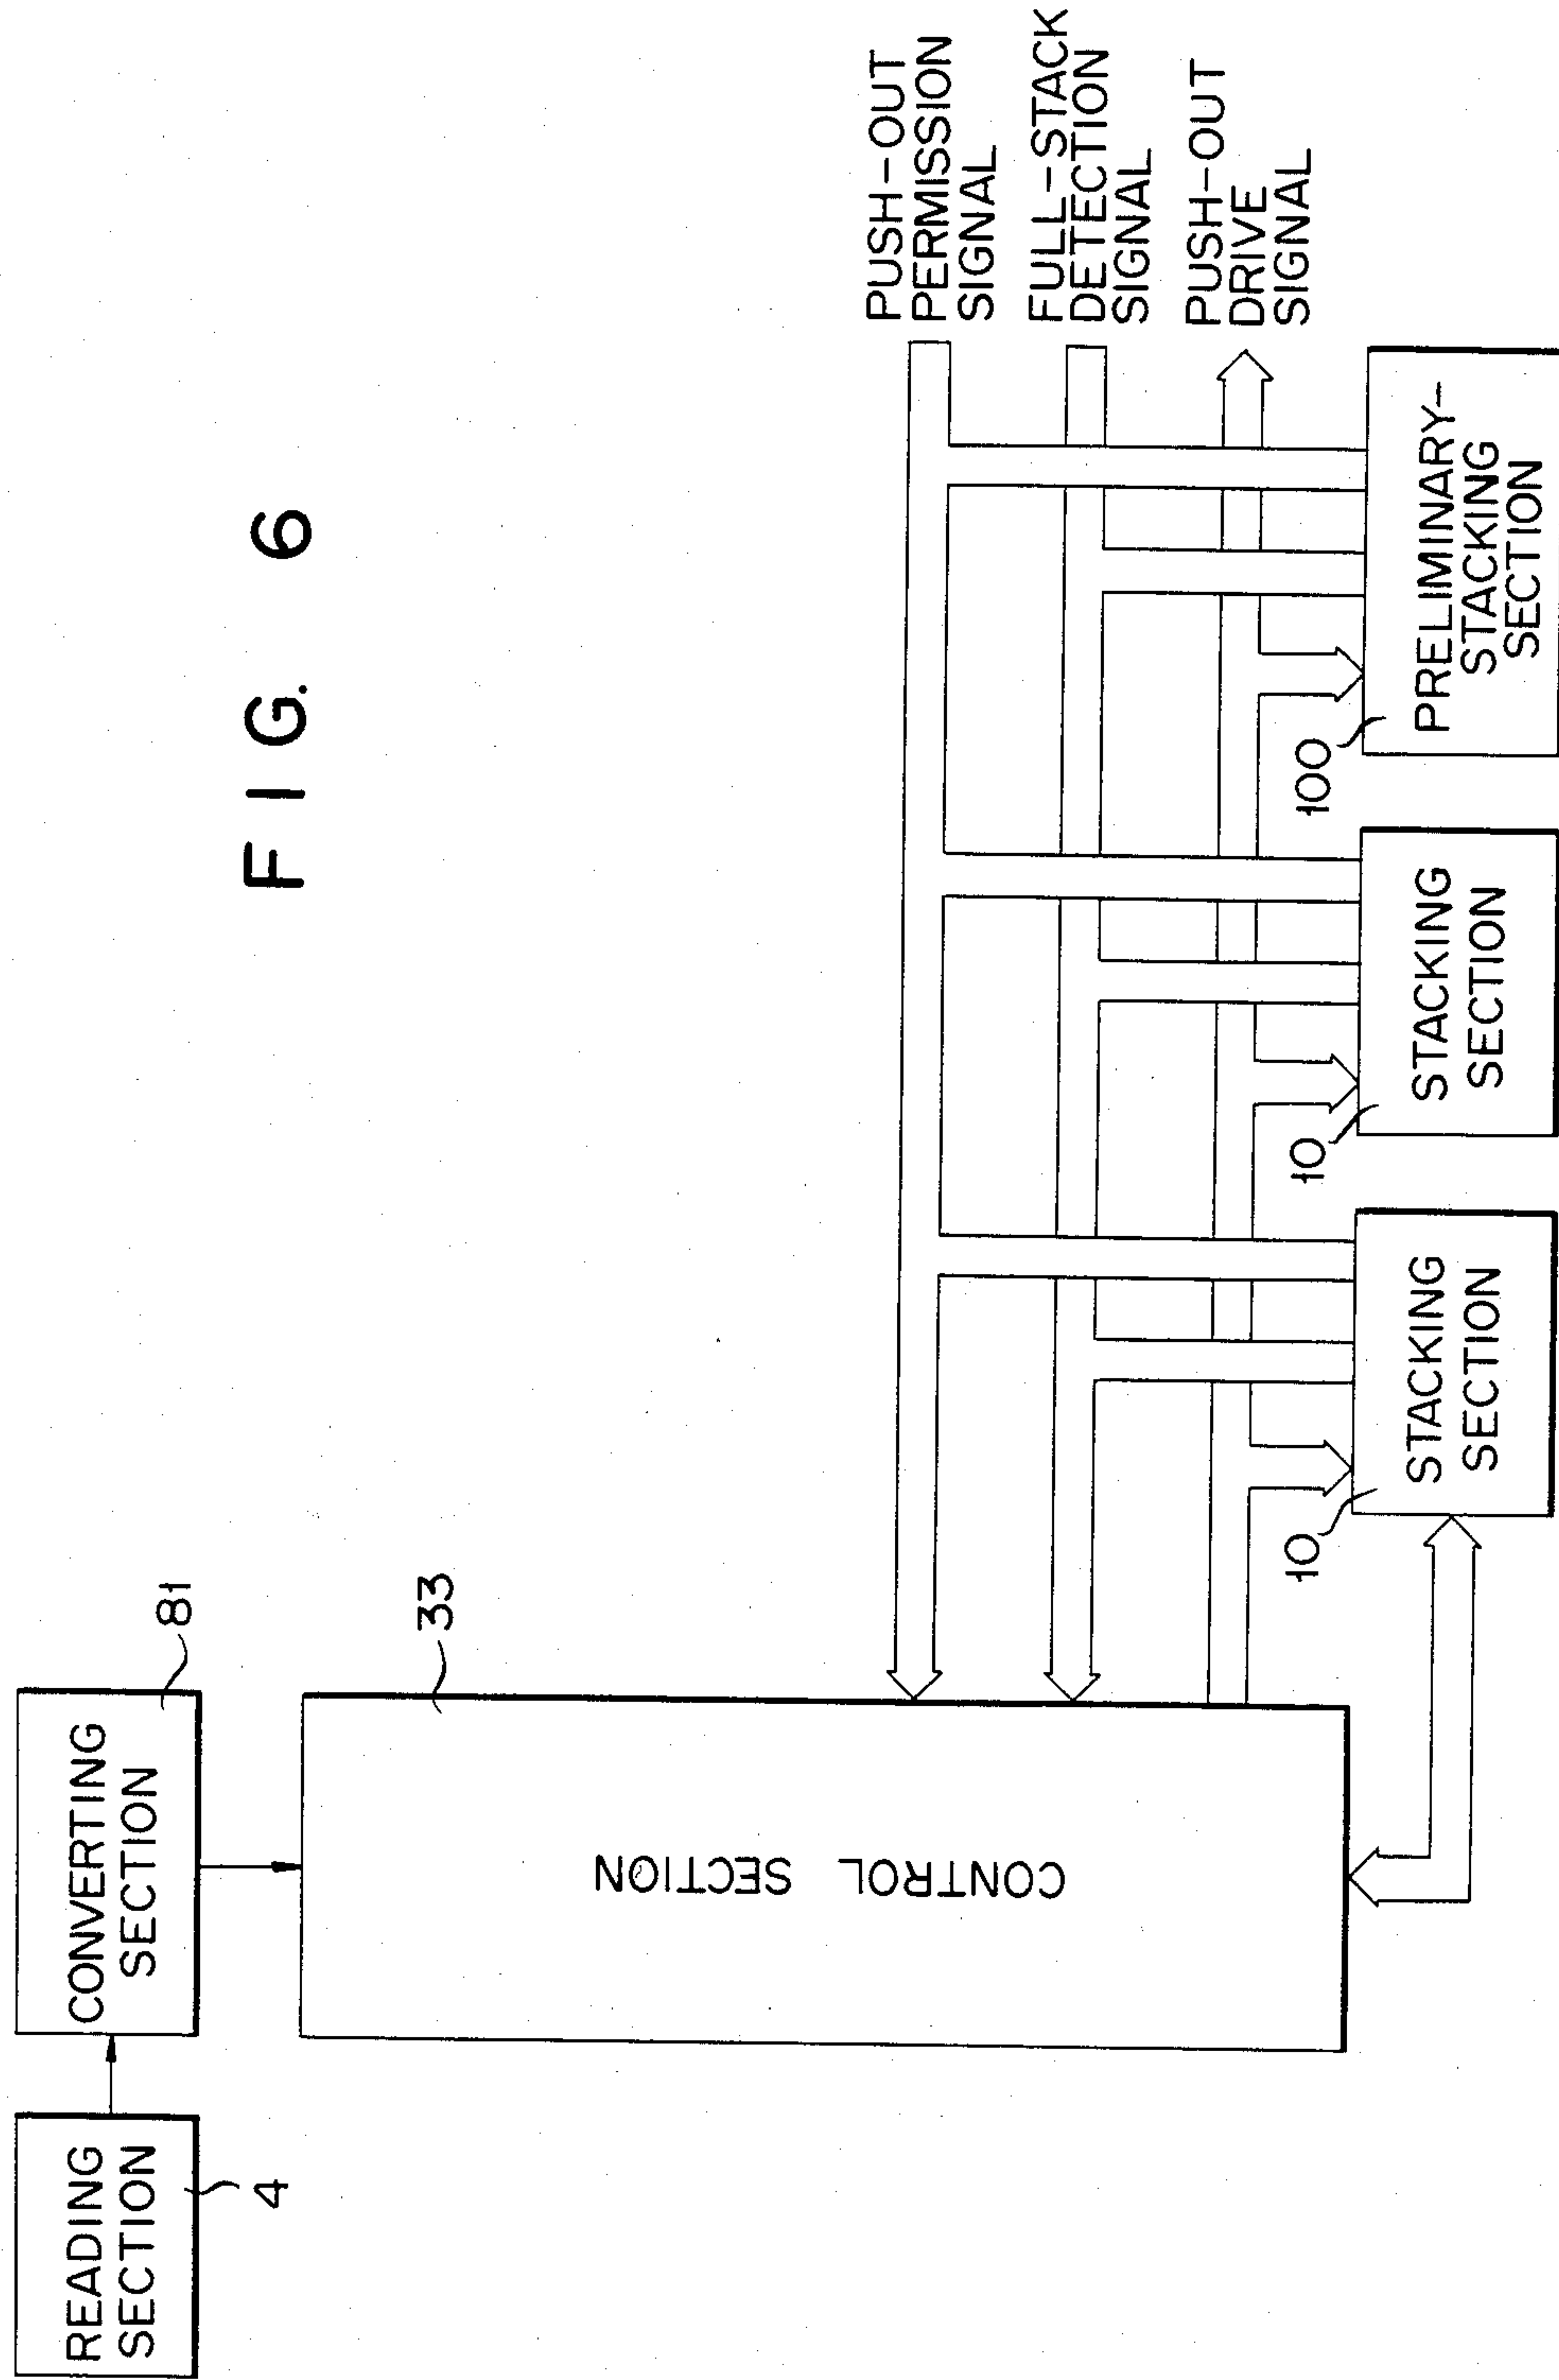 FIG. 6
READING
SECTION
4
CONVERTING
SECTION
81
CONTROL SECTION
33
PUSH-OUT
PERMISSION
SIGNAL
FULL-STACK
DETECTION
SIGNAL
PUSH-OUT
DRIVE
SIGNAL
10
STACKING
SECTION
10
STACKING
SECTION
100
PRELIMINARY-
STACKING
SECTION